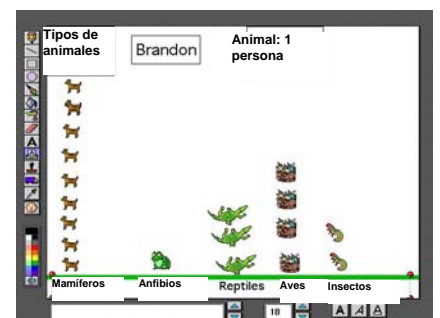 Tipos de
animales
Brandon
Animal: 1
persona
Mamíferos
Anfibios
Reptiles
Aves
Insectos
18
A A A